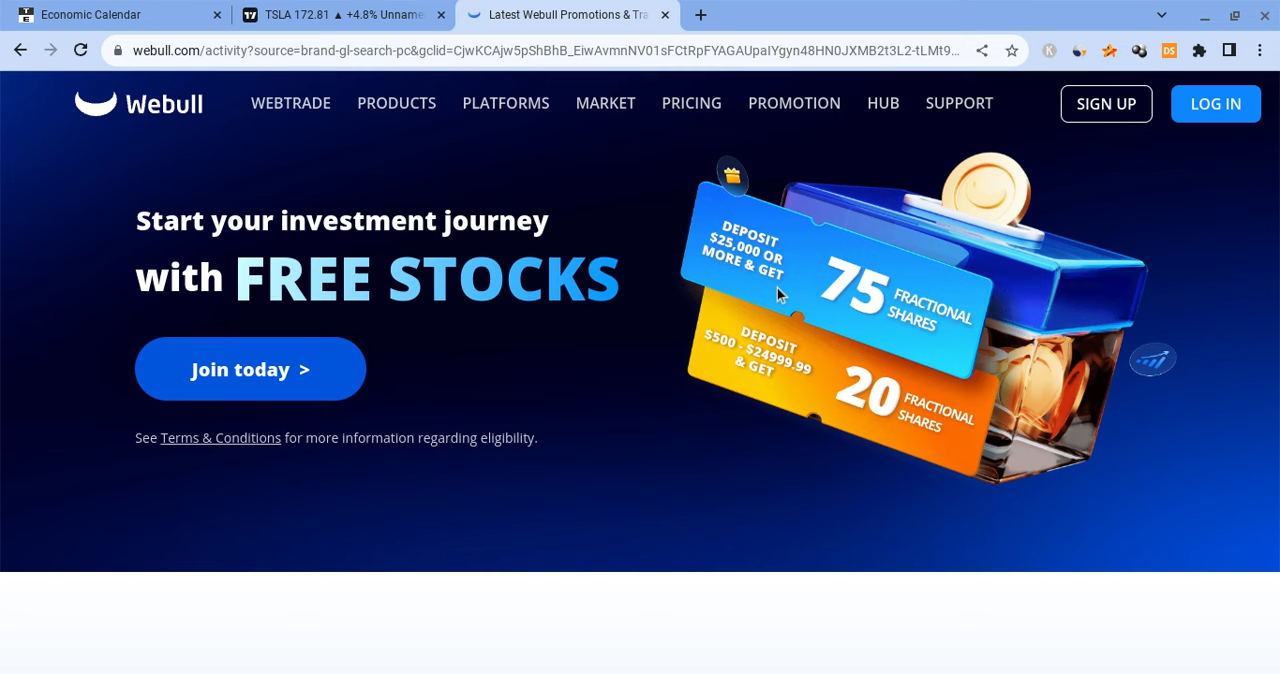 Economic Calendar
TSLA 172.81 ▲ +4.8% Unname
Latest Webull Promotions & Tra
webull.com/activity?source=brand-gl-search-pc&gclid=CjwKCAjw5pShBhB_EiwAvmnNV01sFCtRpFYAGAUpaIYgyn48HN0JXMB2t3L2-tLMt9…
DS
Webull
WEBTRADE
PRODUCTS
PLATFORMS
MARKET
PRICING
PROMOTION
HUB
SUPPORT
SIGN UP
LOG IN
Start your investment journey
with FREE STOCKS
Join today >
See Terms & Conditions for more information regarding eligibility.
DEPOSIT
$25,000 OR
MORE & GET
75
FRACTIONAL
SHARES
DEPOSIT
$500 - $24999.99
& GET
20
FRACTIONAL
SHARES